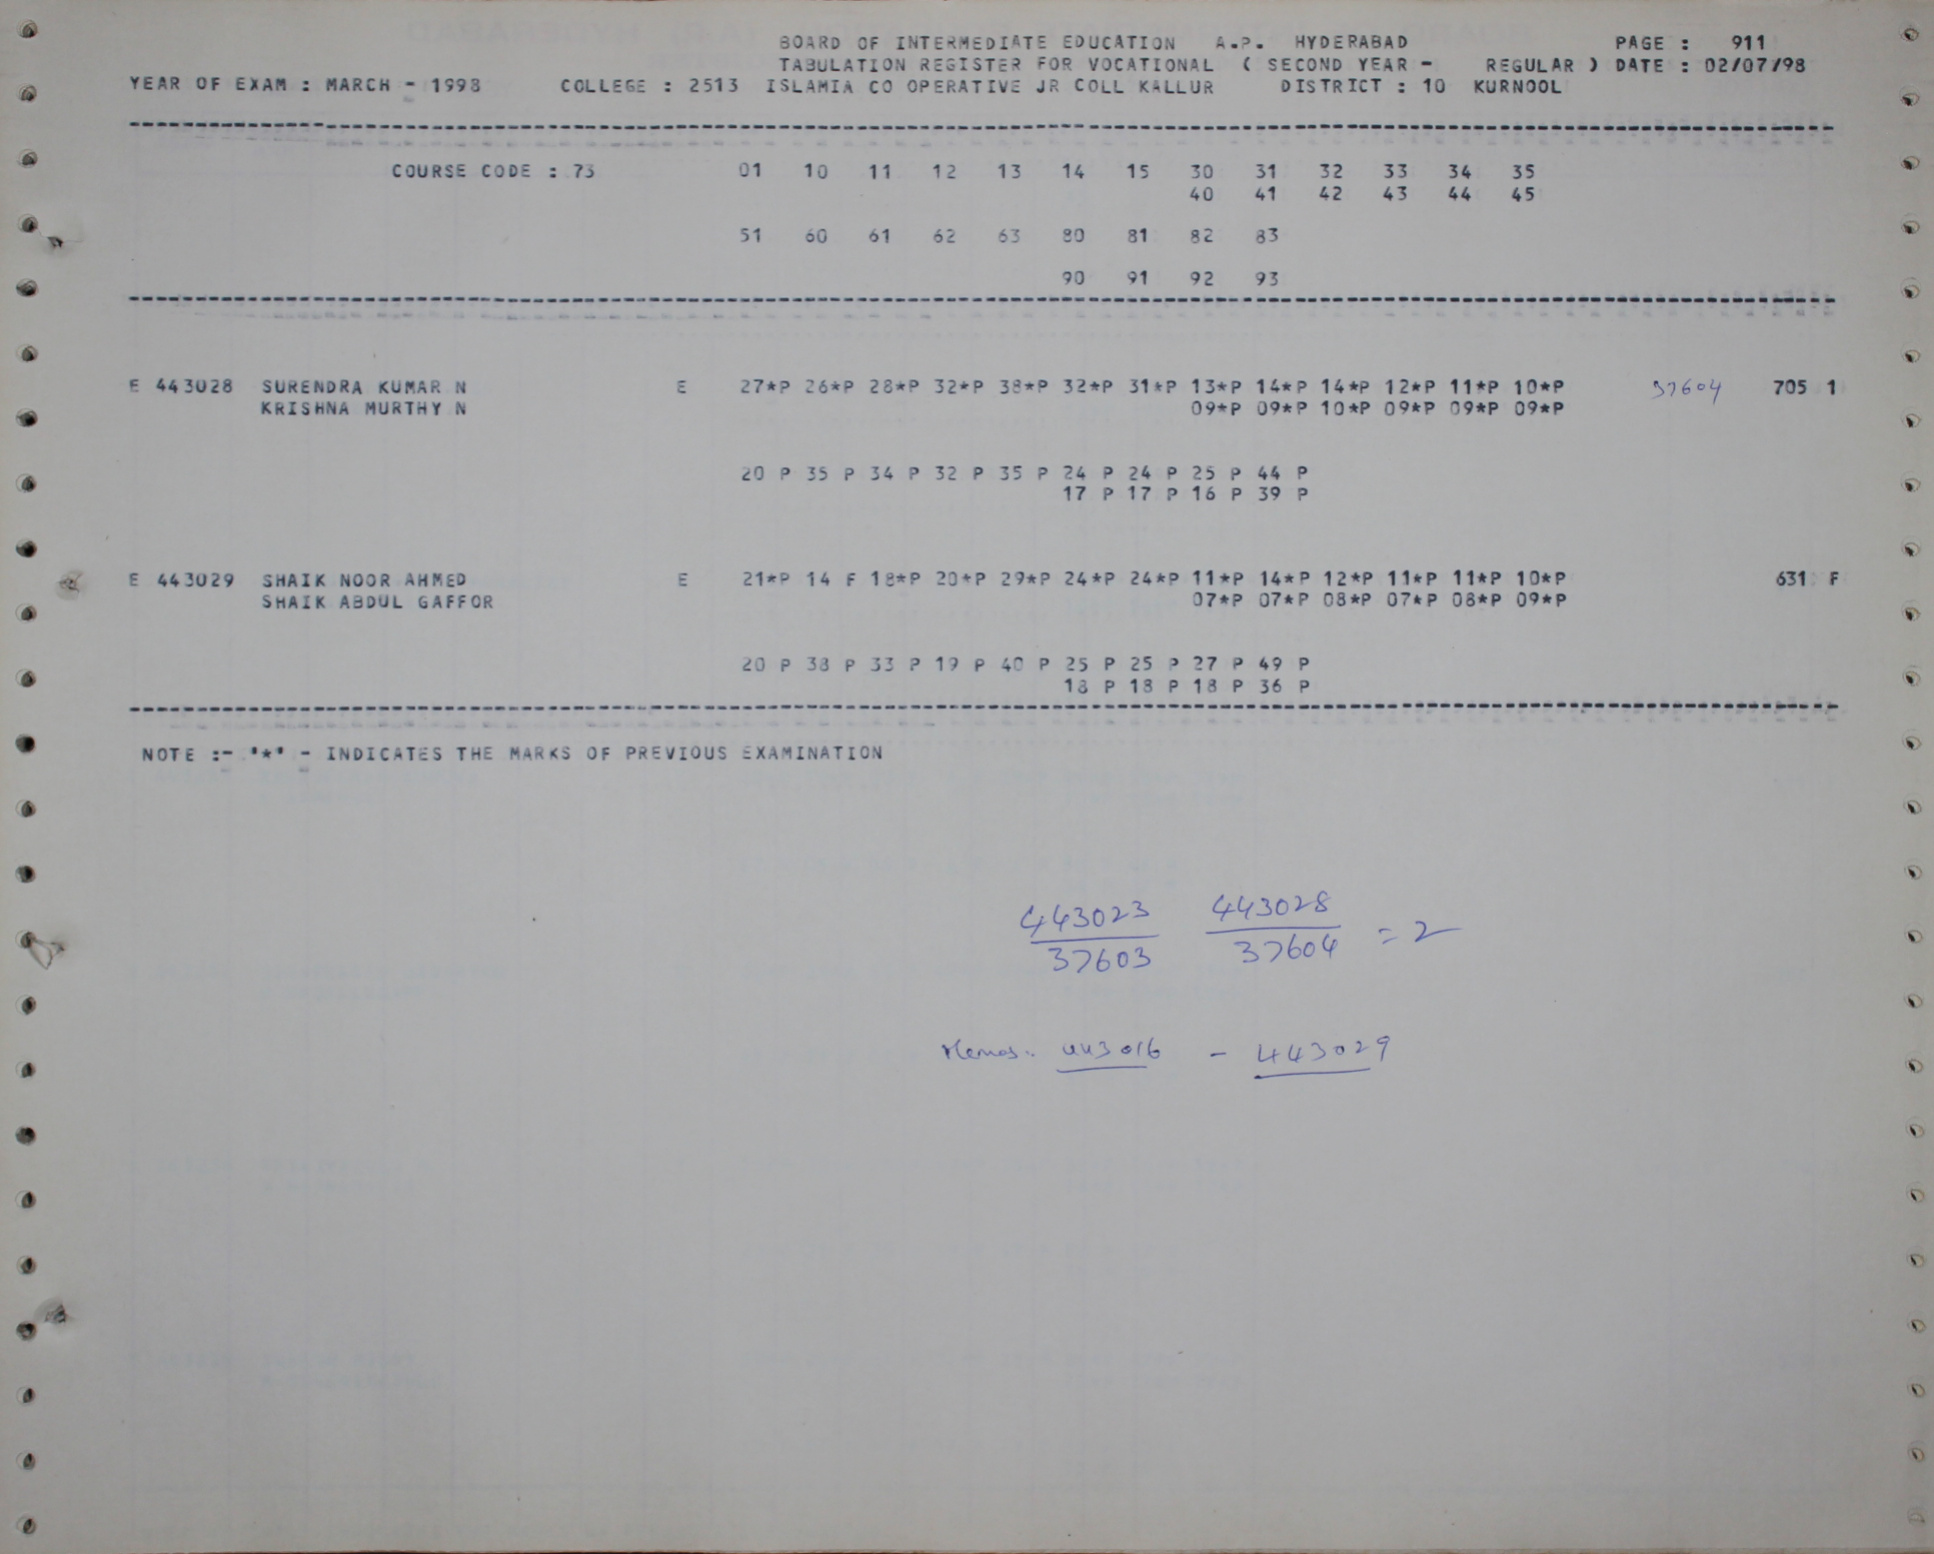 BOARD OF INTERMEDIATE EDUCATION A.P. HYDERABAD PAGE : 911
TABULATION REGISTER FOR VOCATIONAL ( SECOND YEAR - REGULAR ) DATE : 02/07/98
YEAR OF EXAM : MARCH - 1998 COLLEGE : 2513 ISLAMIA CO OPERATIVE JR COLL KALLUR DISTRICT : 10 KURNOOL
COURSE CODE : 73 01 10 11 12 13 14 15 30 31 32 33 34 35
40 41 42 43 44 45
51 60 61 62 63 80 81 82 83
90 91 92 93
E 443028 SURENDRA KUMAR N E 27*P 26*P 28*P 32*P 38*P 32*P 31*P 13*P 14*P 14*P 12*P 11*P 10*P 37604 705 1
KRISHNA MURTHY N 09*P 09*P 10*P 09*P 09*P 09*P
20 P 35 P 34 P 32 P 35 P 24 P 24 P 25 P 44 P
17 P 17 P 16 P 39 P
E 443029 SHAIK NOOR AHMED E 21*P 14 F 18*P 20*P 29*P 24*P 24*P 11*P 14*P 12*P 11*P 11*P 10*P 631 F
SHAIK ABDUL GAFFOR 07*P 07*P 08*P 07*P 08*P 09*P
20 P 38 P 33 P 19 P 40 P 25 P 25 P 27 P 49 P
18 P 18 P 18 P 36 P
NOTE :- '*' - INDICATES THE MARKS OF PREVIOUS EXAMINATION
443023 443028
37603 37604 = 2
Memos: 443016 - 443029